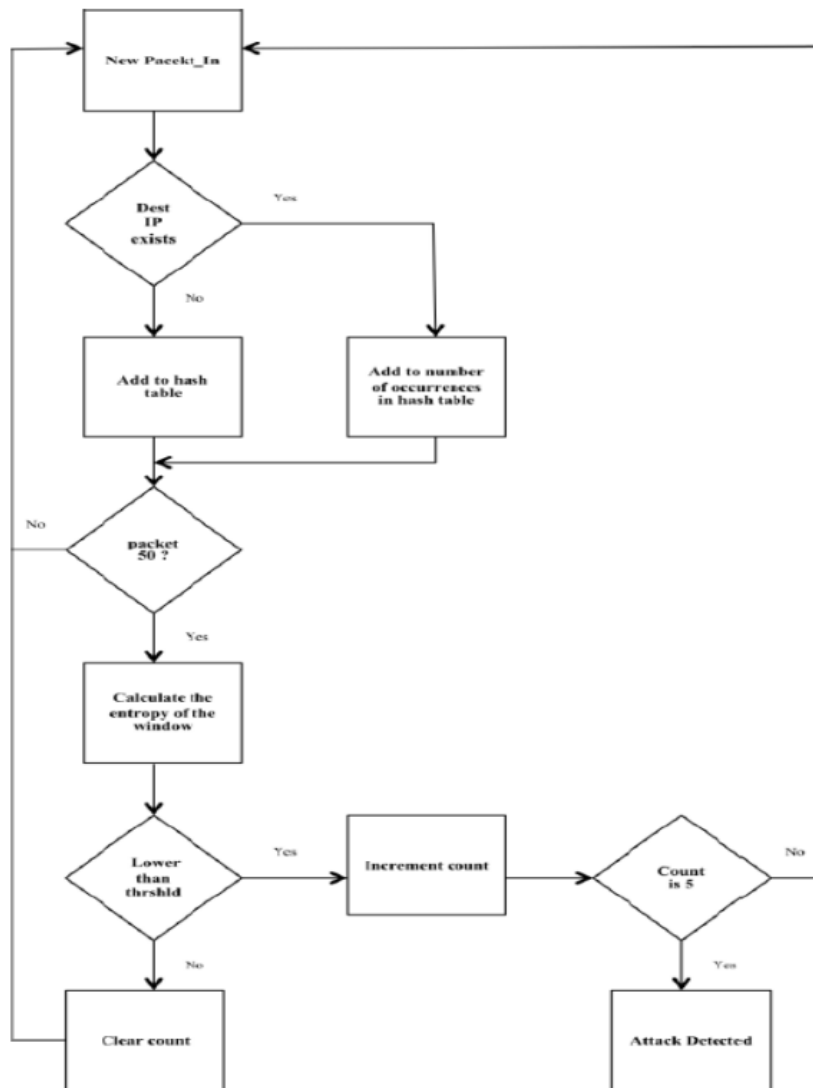 New Pacekt_In
Dest
IP
exists
Yes
No
Add to hash
table
Add to number
of occurrences
in hash table
packet
50 ?
No
Yes
Calculate the
entropy of the
window
Lower
than
thrshld
Yes
Increment count
Count
is 5
No
No
Yes
Clear count
Attack Detected